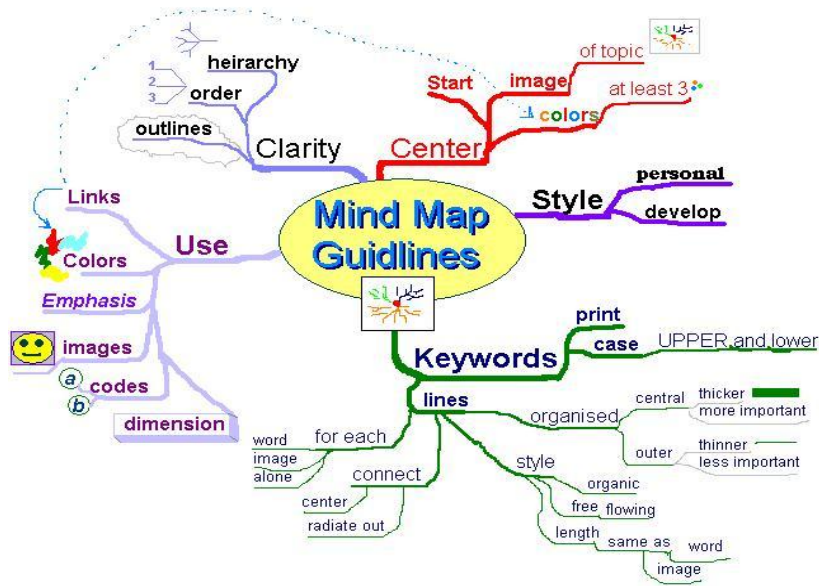 Mind Map
Guidlines
Center
Start
image
of topic
colors
at least 3
Style
personal
develop
Keywords
print
case
UPPER and lower
lines
organised
central
thicker
more important
outer
thinner
less important
style
organic
free flowing
length
same as
word
image
connect
center
radiate out
for each
word
image
alone
Use
Links
Colors
Emphasis
images
codes
a
b
dimension
Clarity
heirarchy
order
1
2
3
outlines